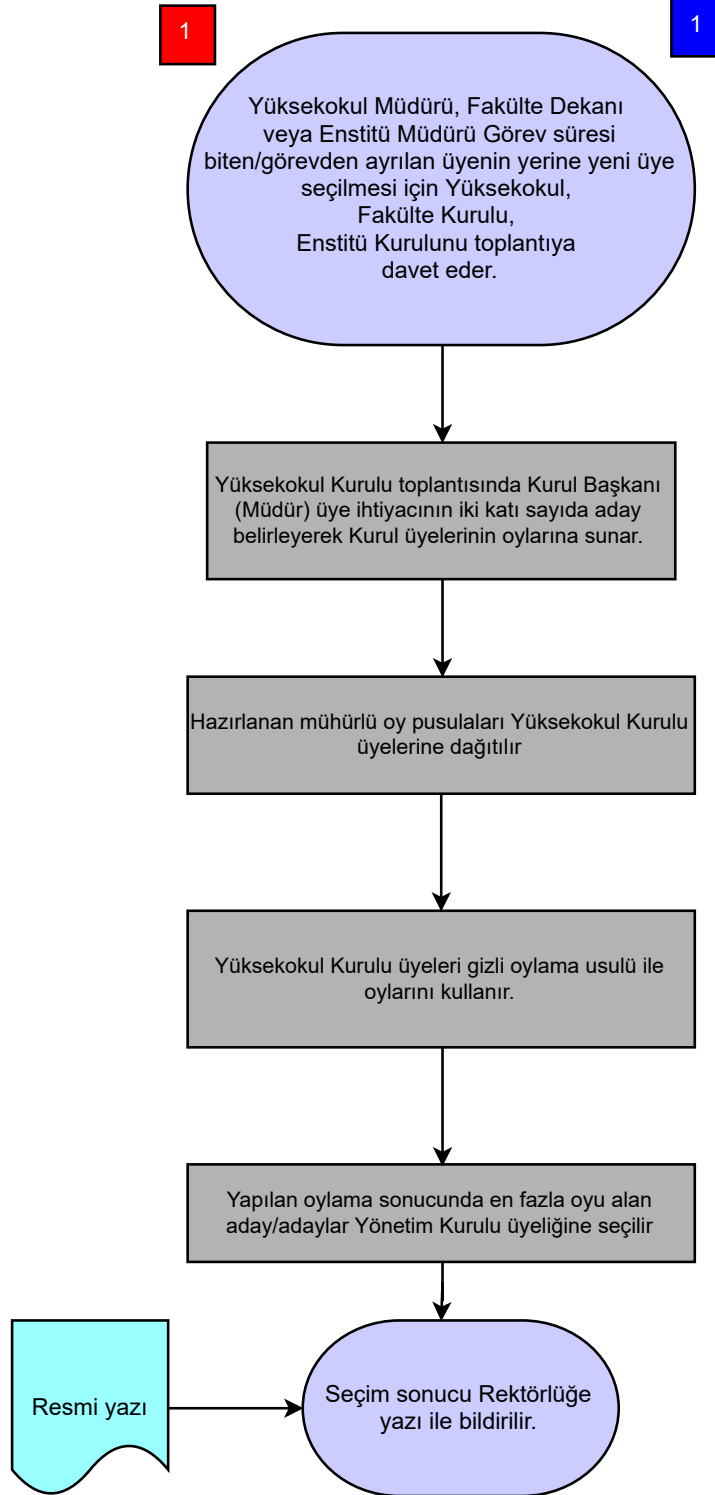 1
1
Yüksekokul Müdürü, Fakülte Dekanı
veya Enstitü Müdürü Görev süresi
biten/görevden ayrılan üyenin yerine yeni üye
seçilmesi için Yüksekokul,
Fakülte Kurulu,
Enstitü Kurulunu toplantıya
davet eder.
Yüksekokul Kurulu toplantısında Kurul Başkanı
(Müdür) üye ihtiyacının iki katı sayıda aday
belirleyerek Kurul üyelerinin oylarına sunar.
Hazırlanan mühürlü oy pusulaları Yüksekokul Kurulu
üyelerine dağıtılır
Yüksekokul Kurulu üyeleri gizli oylama usulü ile
oylarını kullanır.
Yapılan oylama sonucunda en fazla oyu alan
aday/adaylar Yönetim Kurulu üyeliğine seçilir
Resmi yazı
Seçim sonucu Rektörlüğe
yazı ile bildirilir.